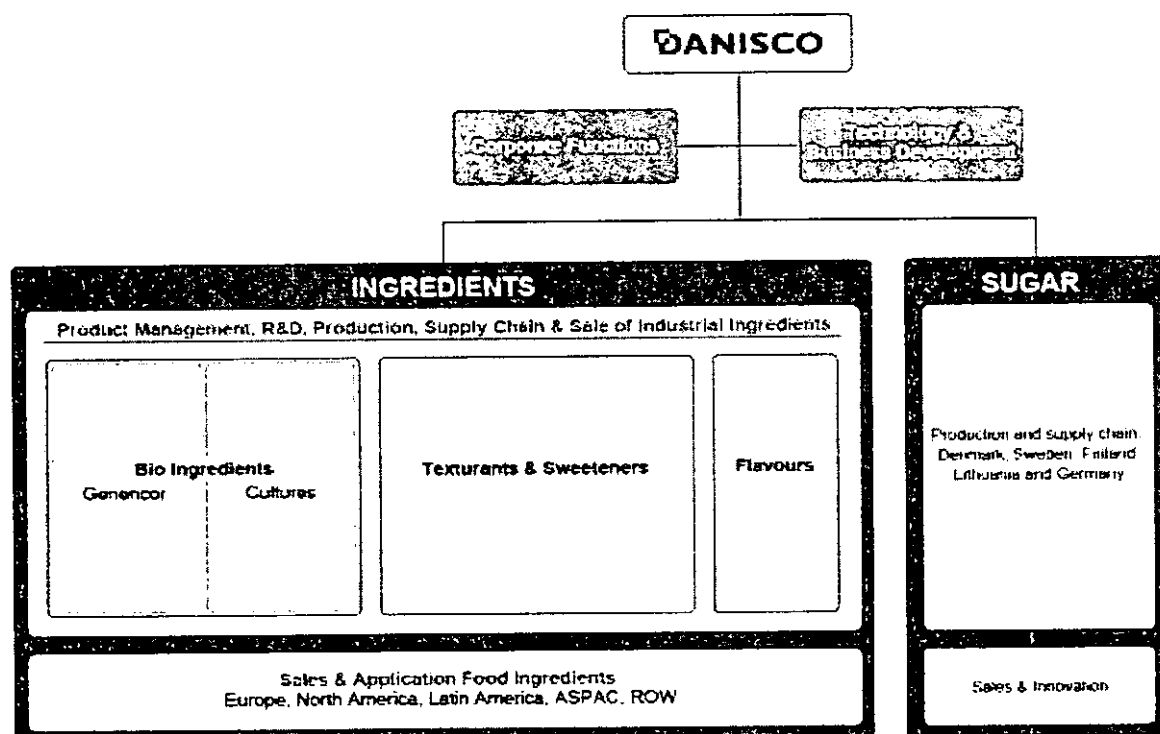 DANISCO
Corporate Functions
Technology &
Business Development
INGREDIENTS
Product Management, R&D, Production, Supply Chain & Sale of Industrial Ingredients
Bio Ingredients
Genencor
Cultures
Texturants & Sweeteners
Flavours
Sales & Application Food Ingredients
Europe, North America, Latin America, ASPAC, ROW
SUGAR
Production and supply chain
Denmark, Sweden, Finland
Lithuania and Germany
Sales & Innovation